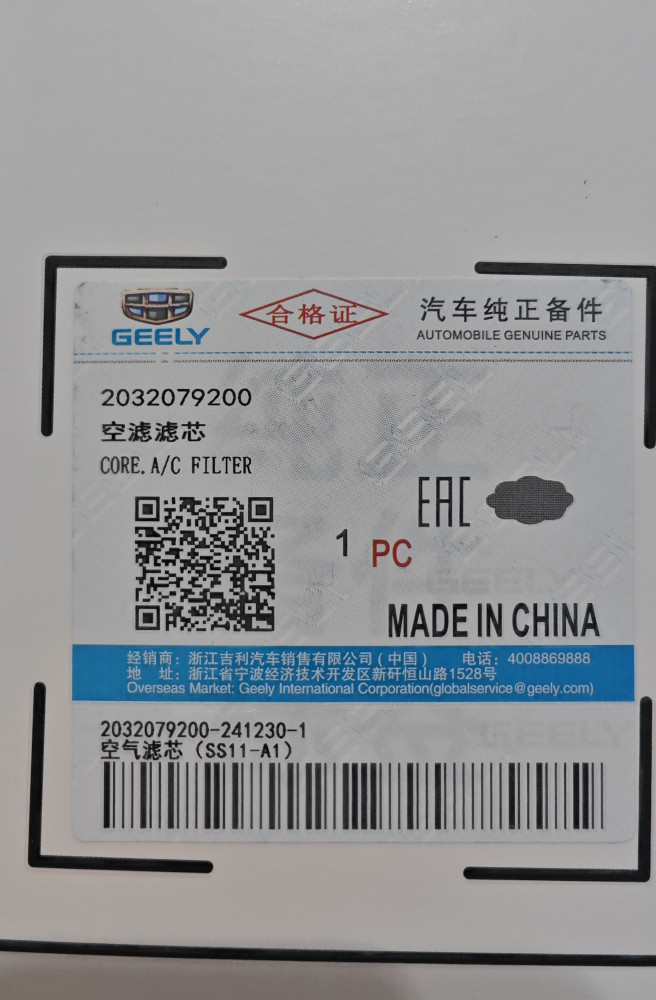 GEELY
合格证
汽车纯正备件
AUTOMOBILE GENUINE PARTS
2032079200
空滤滤芯
CORE.A/C FILTER
EAC
1 PC
MADE IN CHINA
经销商：浙江吉利汽车销售有限公司（中国） 电话：4008869888
地 址：浙江省宁波经济技术开发区新矸恒山路1528号
Overseas Market: Geely International Corporation(globalservice@geely.com)
2032079200-241230-1
空气滤芯（SS11-A1）